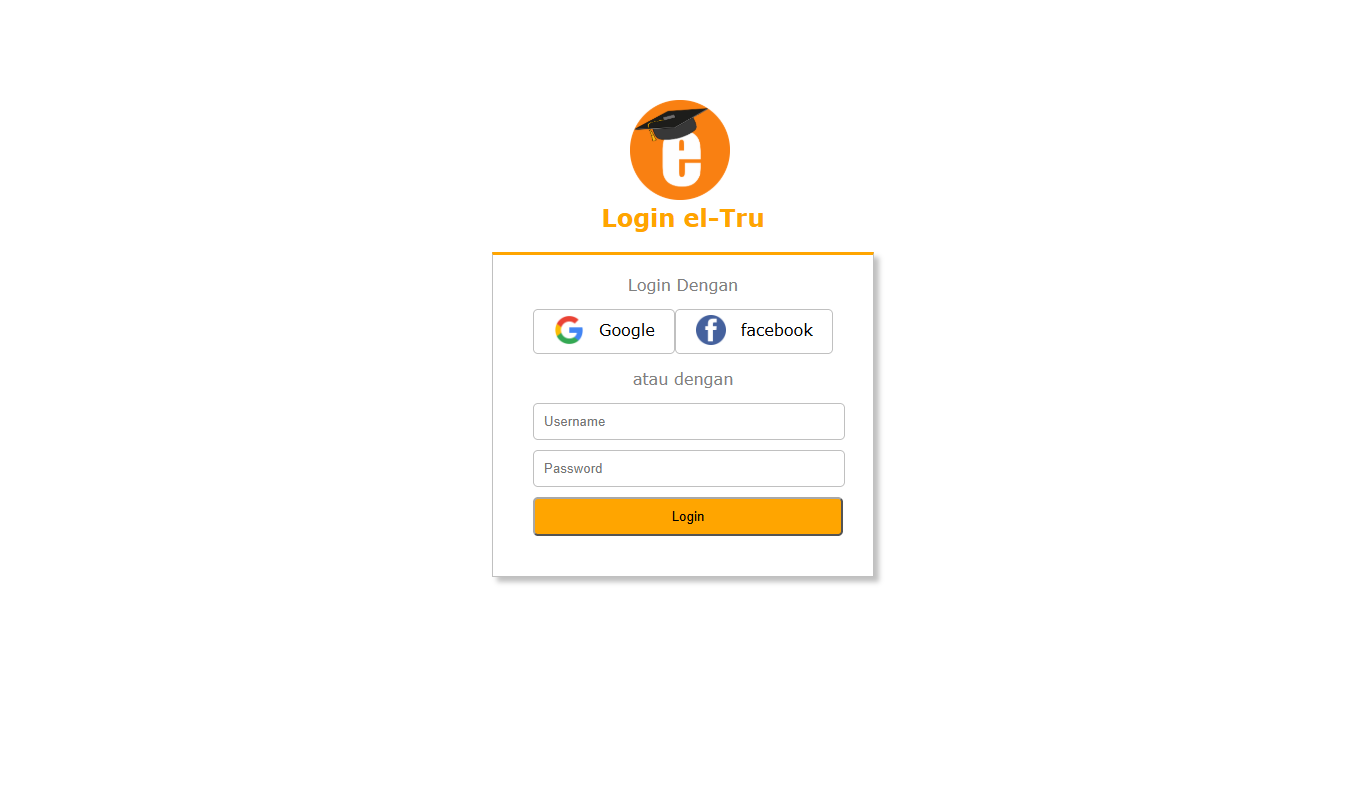 e
Login el-Tru
Login Dengan
Google facebook
atau dengan
Username
Password
Login